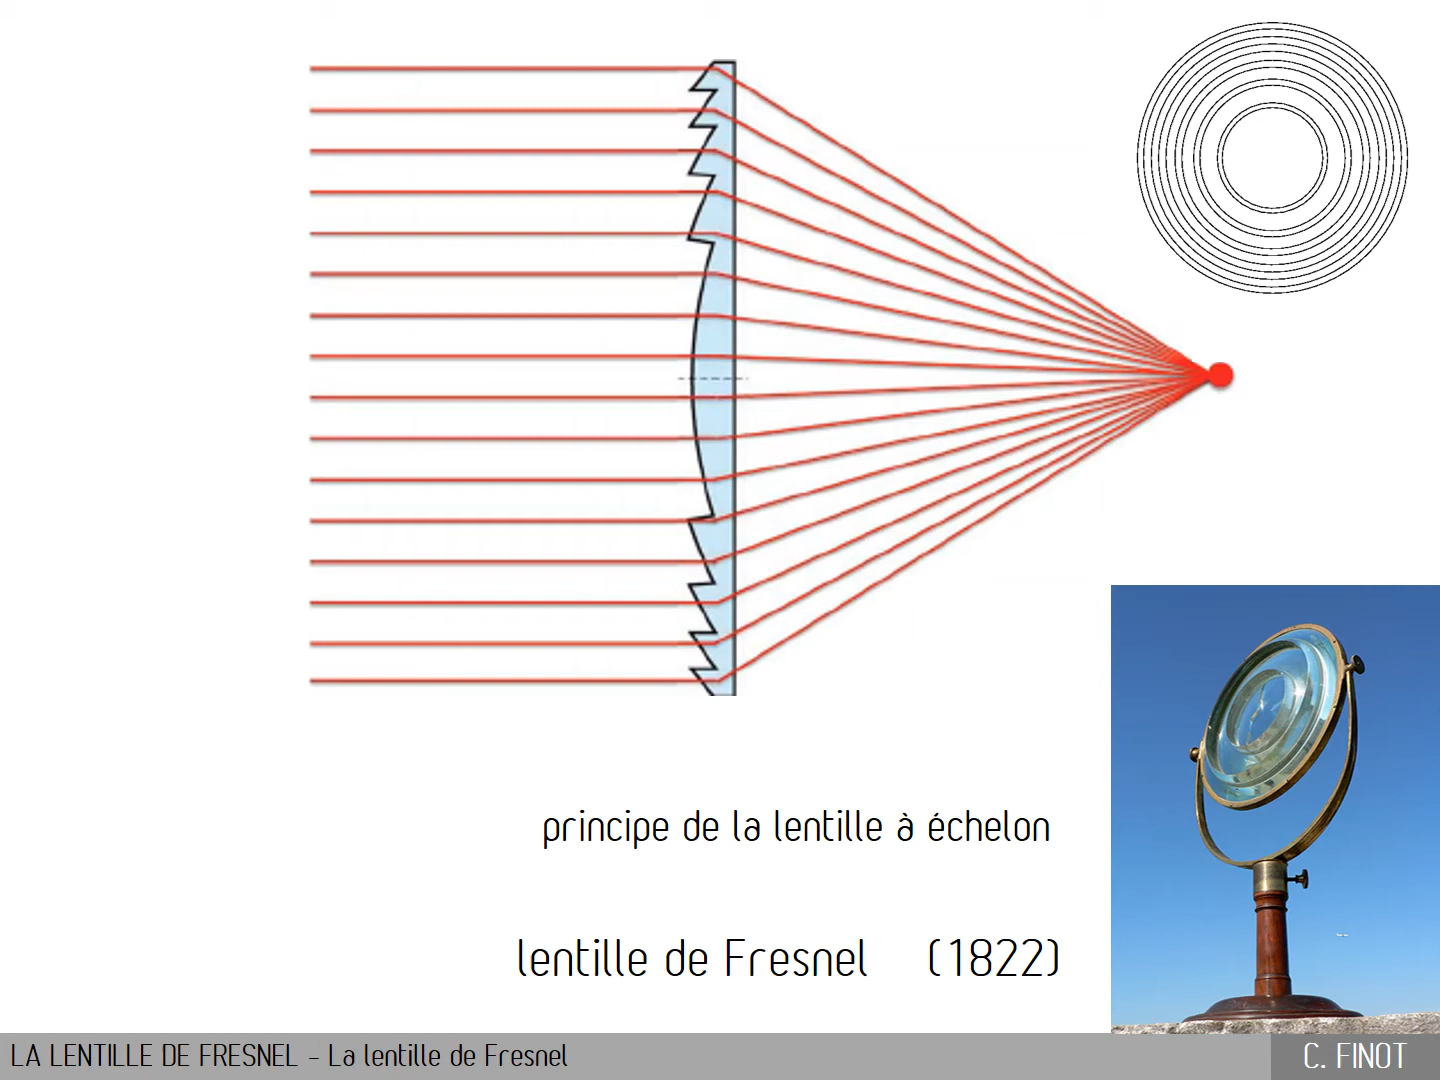 principe de la lentille à échelon
lentille de Fresnel (1822)
LA LENTILLE DE FRESNEL - La lentille de Fresnel
C. FINOT